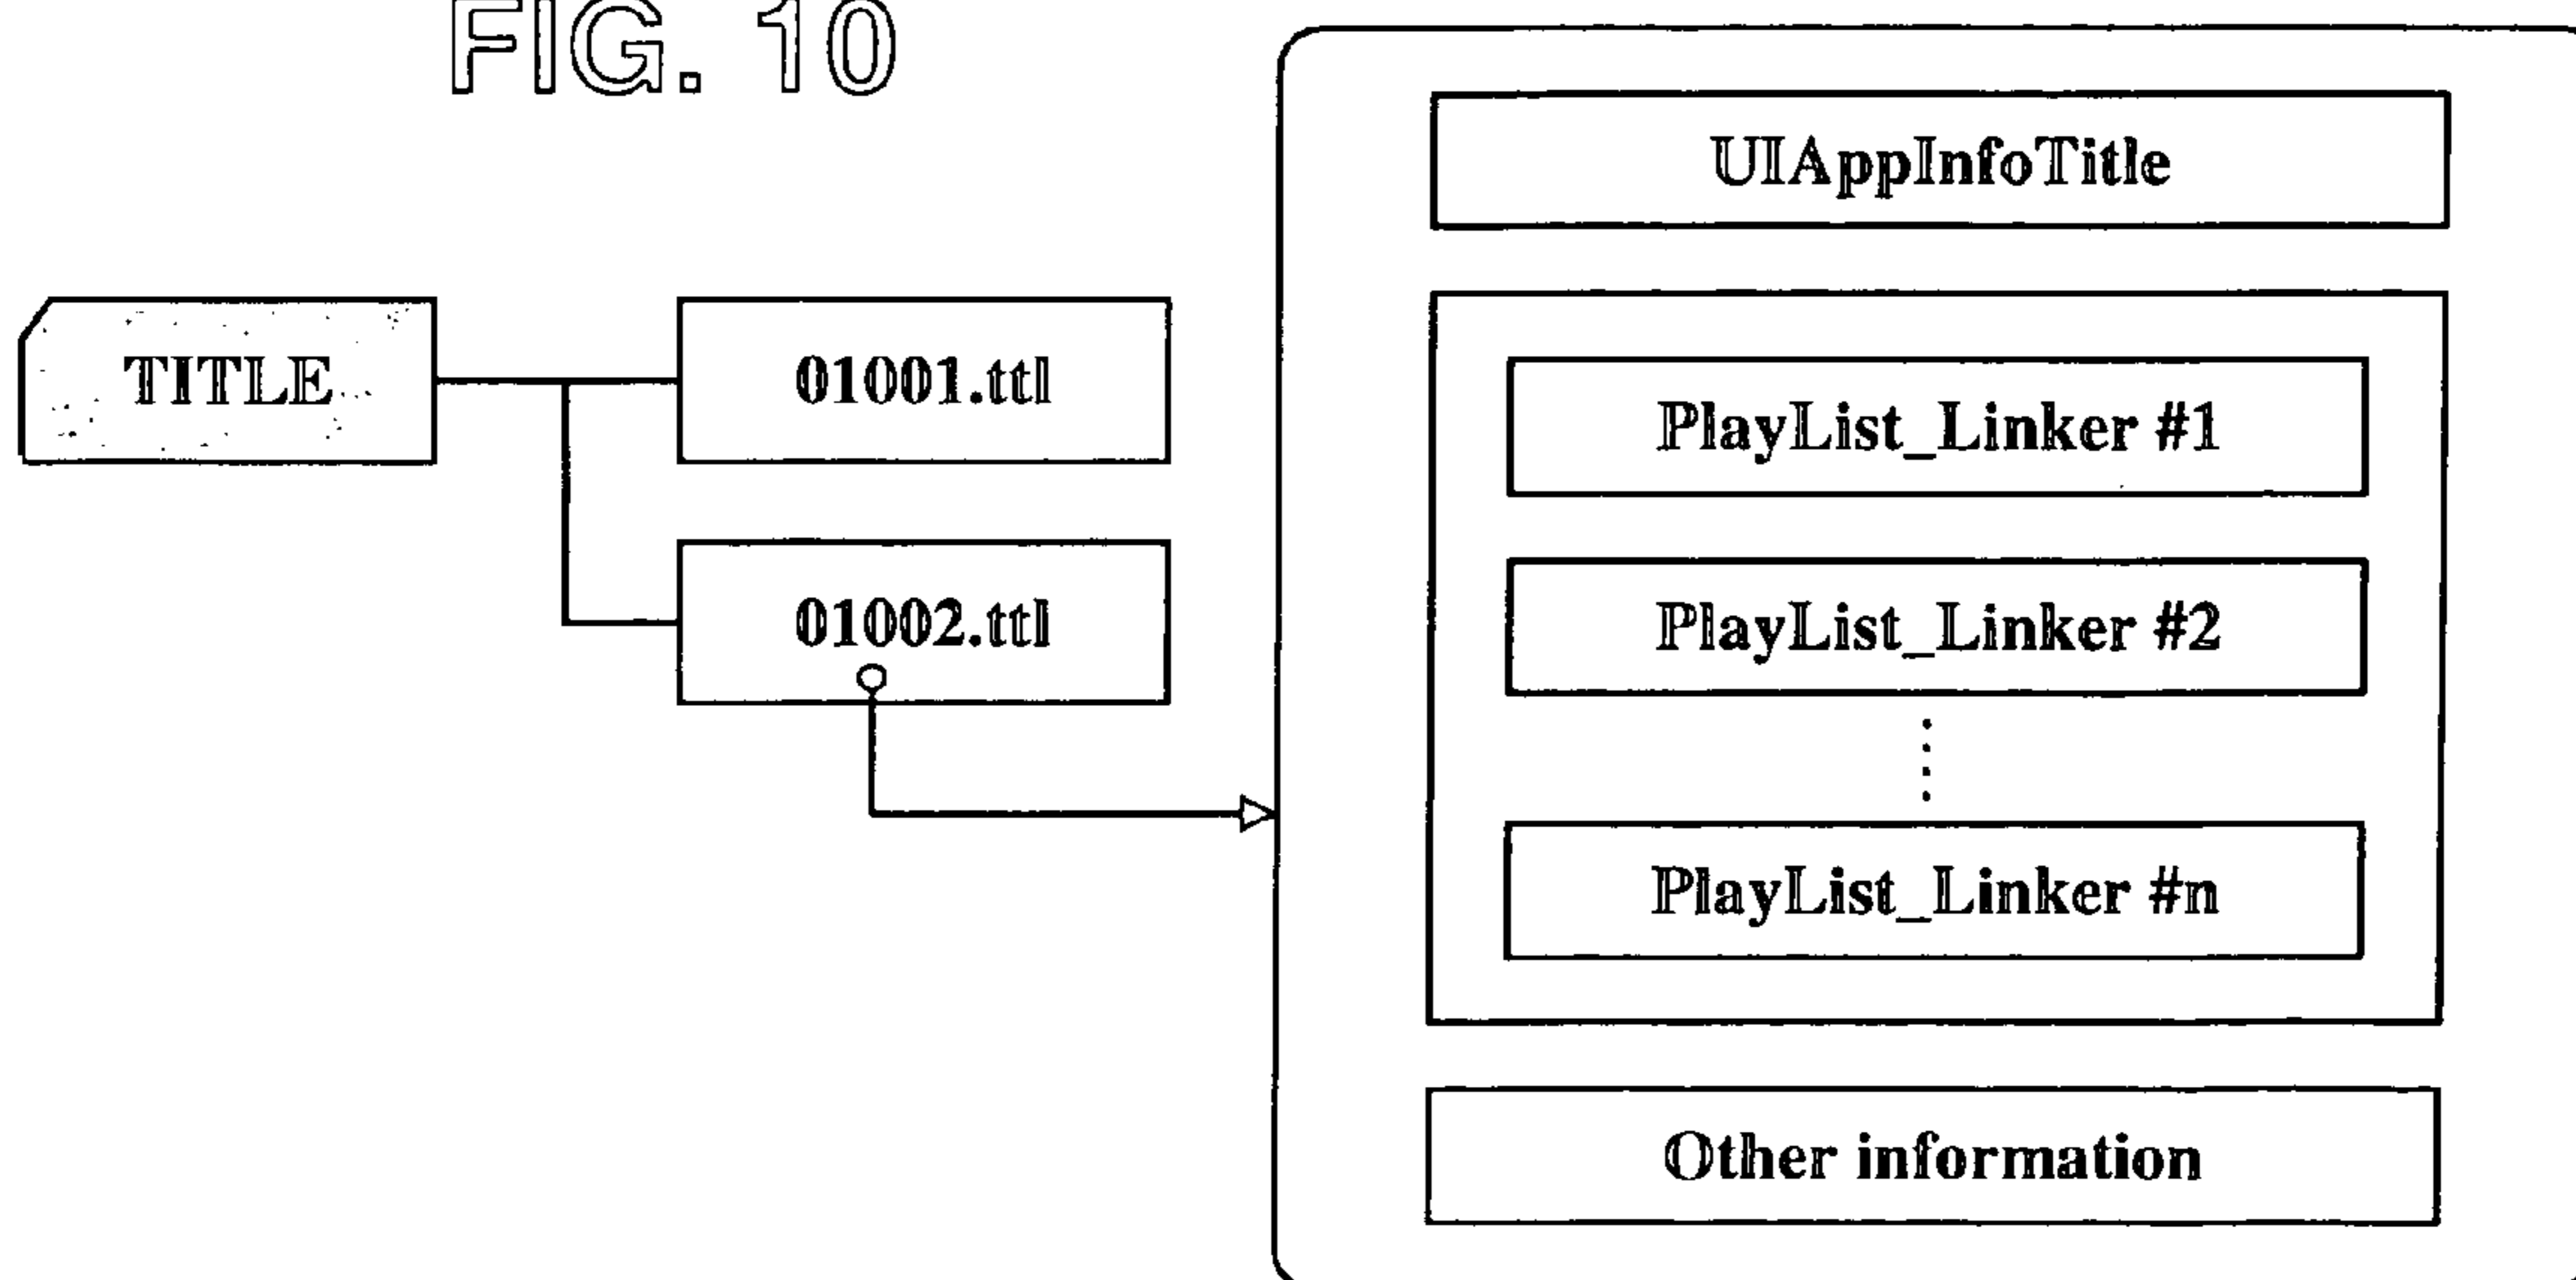 FIG. 10
TITLE
01001.ttl
01002.ttl
UIAppInfoTitle
PlayList_Linker #1
PlayList_Linker #2
PlayList_Linker #n
Other information